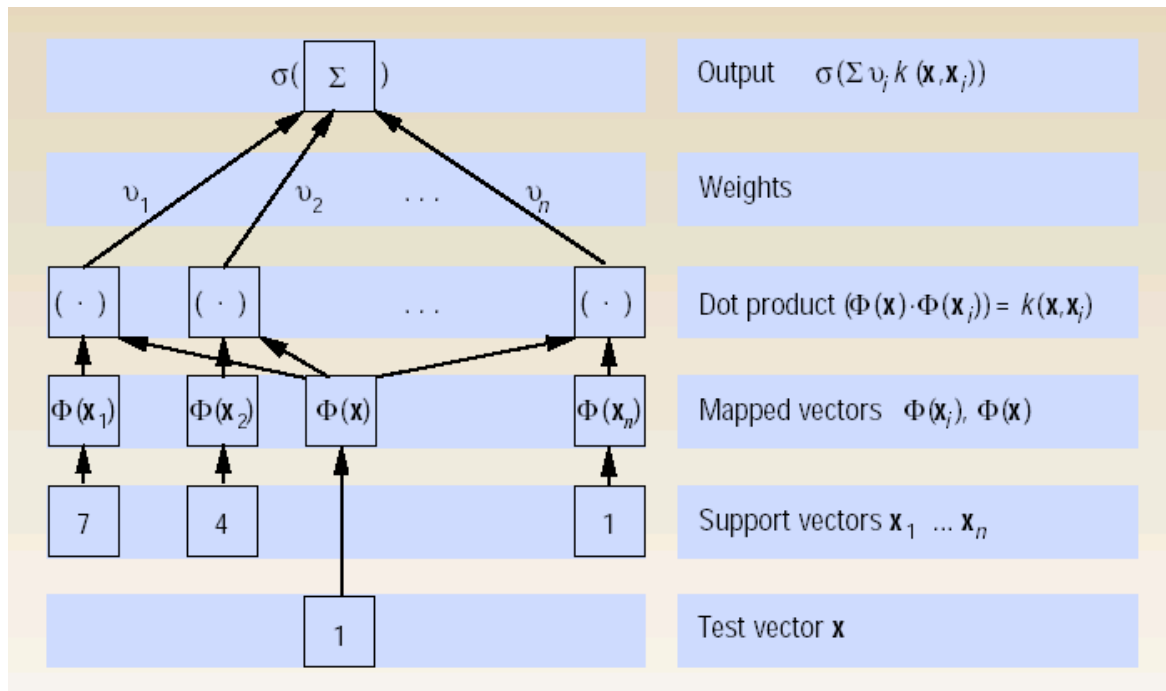 σ( Σ ) Output σ(Σ υᵢ k (x,xᵢ))
υ₁ υ₂ ... υₙ Weights
( · ) ( · ) ... ( · ) Dot product (Φ(x)·Φ(xᵢ)) = k(x,xᵢ)
Φ(x₁) Φ(x₂) Φ(x) Φ(xₙ) Mapped vectors Φ(xᵢ), Φ(x)
7 4 1 Support vectors x₁ ... xₙ
1 Test vector x